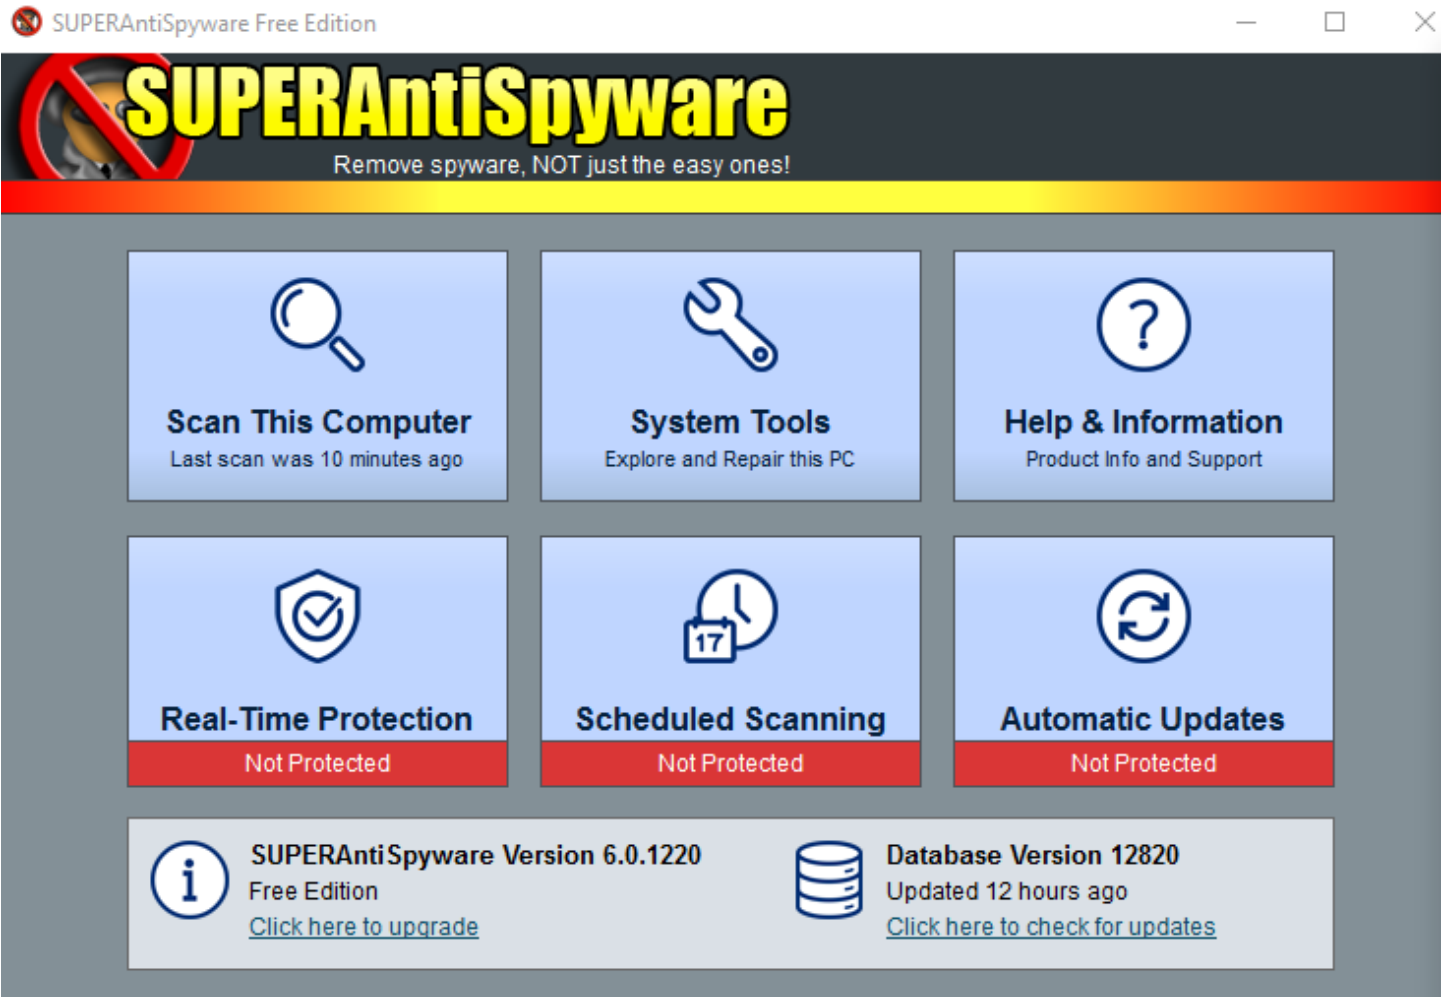 SUPERAntiSpyware Free Edition
SUPERAntiSpyware
Remove spyware, NOT just the easy ones!
Scan This Computer
Last scan was 10 minutes ago
System Tools
Explore and Repair this PC
Help & Information
Product Info and Support
Real-Time Protection
Not Protected
17
Scheduled Scanning
Not Protected
Automatic Updates
Not Protected
SUPERAntiSpyware Version 6.0.1220
Free Edition
Click here to upgrade
Database Version 12820
Updated 12 hours ago
Click here to check for updates